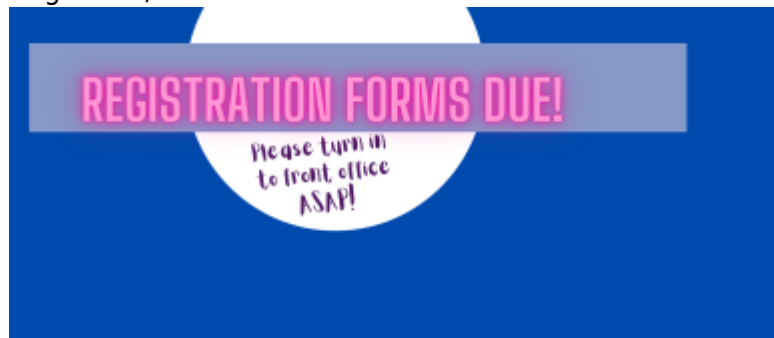 REGISTRATION FORMS DUE!
Please turn in
to front office
ASAP!